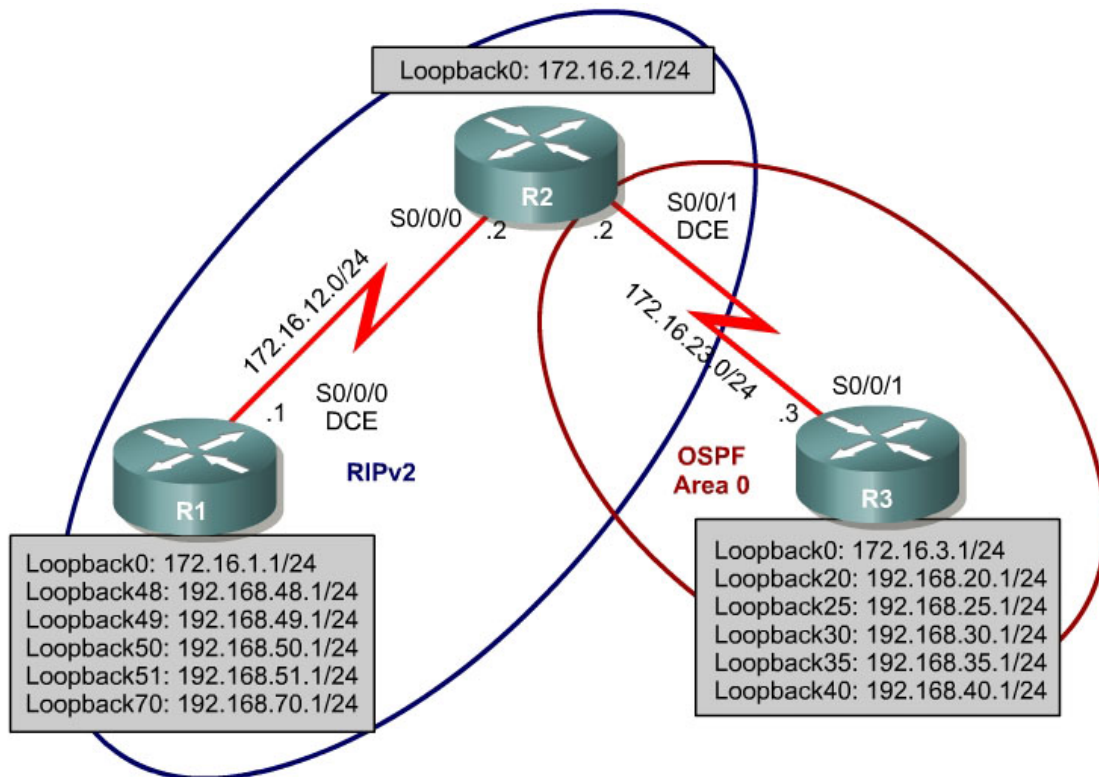 Loopback0: 172.16.2.1/24
R2
S0/0/0
.2
.2
S0/0/1
DCE
172.16.12.0/24
172.16.23.0/24
S0/0/0
DCE
.1
S0/0/1
.3
RIPv2
OSPF
Area 0
R1
R3
Loopback0: 172.16.1.1/24
Loopback48: 192.168.48.1/24
Loopback49: 192.168.49.1/24
Loopback50: 192.168.50.1/24
Loopback51: 192.168.51.1/24
Loopback70: 192.168.70.1/24
Loopback0: 172.16.3.1/24
Loopback20: 192.168.20.1/24
Loopback25: 192.168.25.1/24
Loopback30: 192.168.30.1/24
Loopback35: 192.168.35.1/24
Loopback40: 192.168.40.1/24